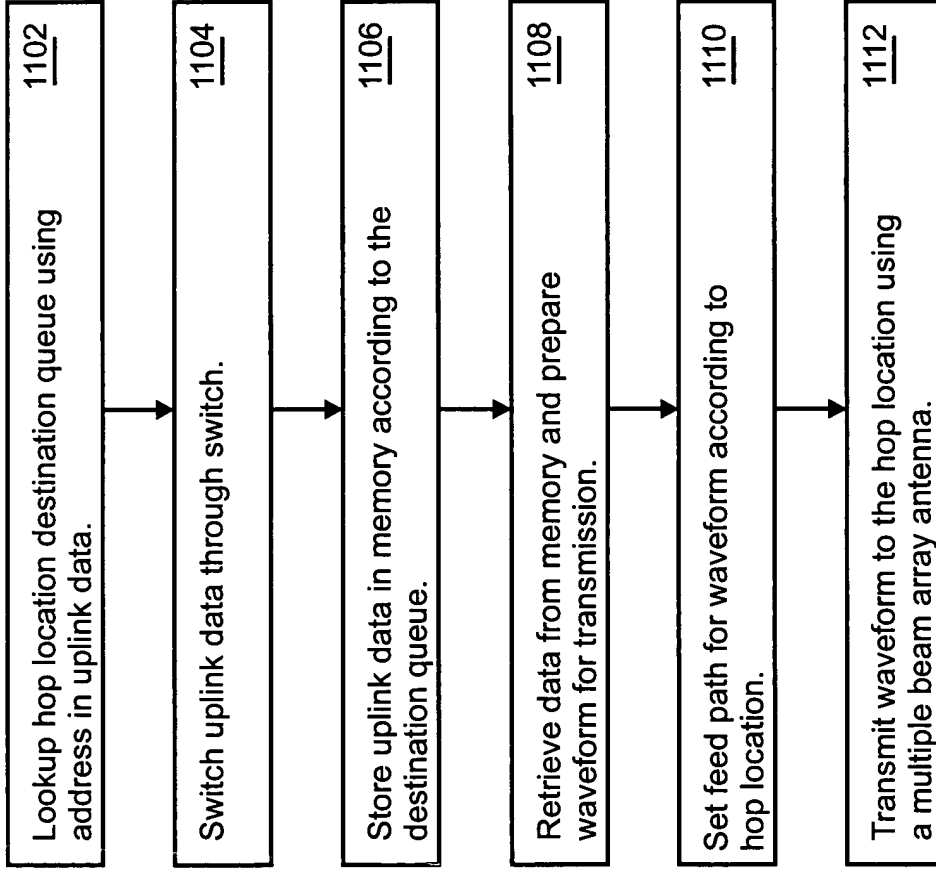 Lookup hop location destination queue using
address in uplink data.
1102
Switch uplink data through switch.
1104
Store uplink data in memory according to the
destination queue.
1106
Retrieve data from memory and prepare
waveform for transmission.
1108
Set feed path for waveform according to
hop location.
1110
Transmit waveform to the hop location using
a multiple beam array antenna.
1112